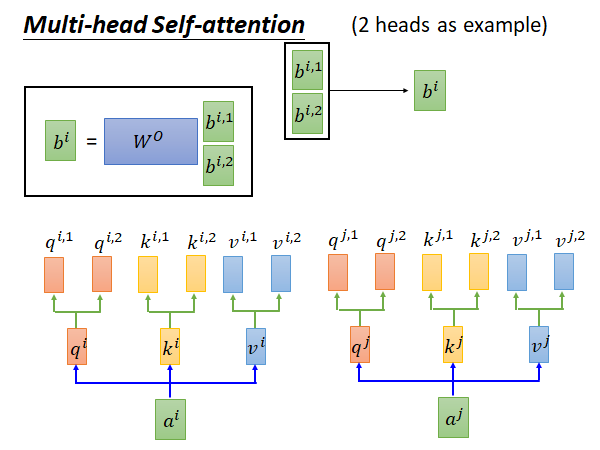 Multi-head Self-attention (2 heads as example)
b^{i,1}
b^{i,2}
b^i
b^i = W^O b^{i,1}
b^{i,2}
q^{i,1} q^{i,2} k^{i,1} k^{i,2} v^{i,1} v^{i,2} q^{j,1} q^{j,2} k^{j,1} k^{j,2} v^{j,1} v^{j,2}
q^i k^i v^i q^j k^j v^j
a^i a^j